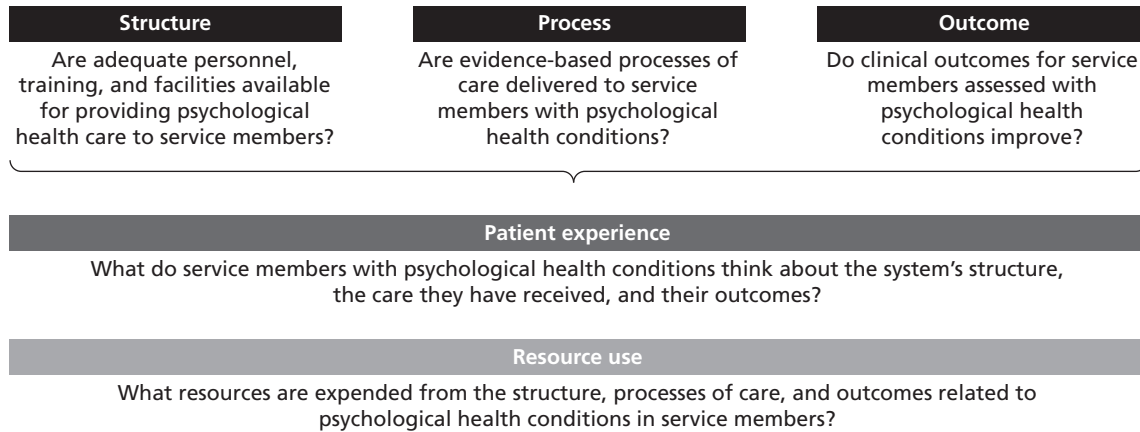 Structure
Are adequate personnel,
training, and facilities available
for providing psychological
health care to service members?
Process
Are evidence-based processes of
care delivered to service
members with psychological
health conditions?
Outcome
Do clinical outcomes for service
members assessed with
psychological health
conditions improve?
Patient experience
What do service members with psychological health conditions think about the system’s structure,
the care they have received, and their outcomes?
Resource use
What resources are expended from the structure, processes of care, and outcomes related to
psychological health conditions in service members?